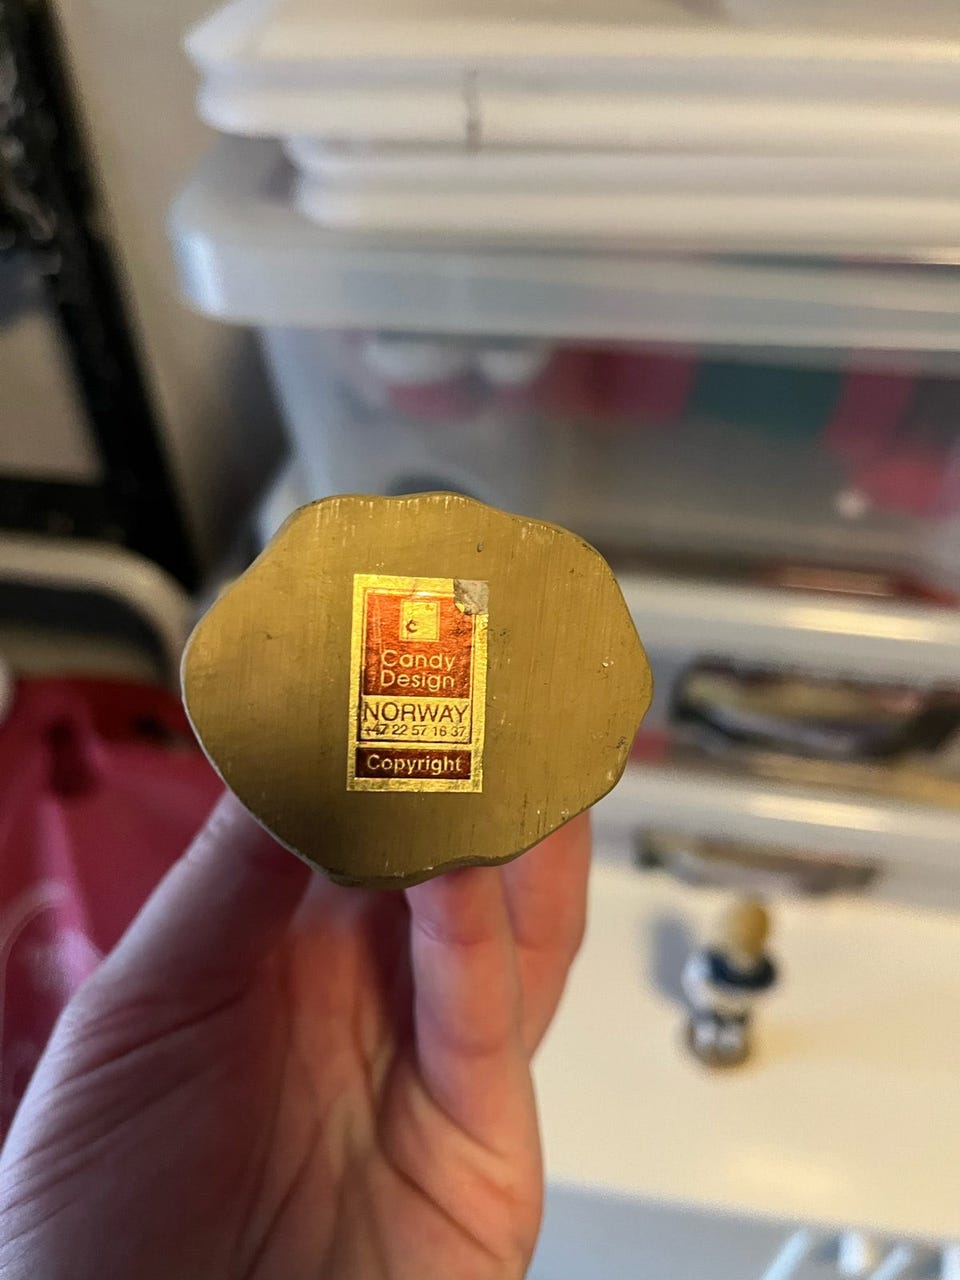 c
Candy
Design
NORWAY
+47 22 57 16 37
Copyright